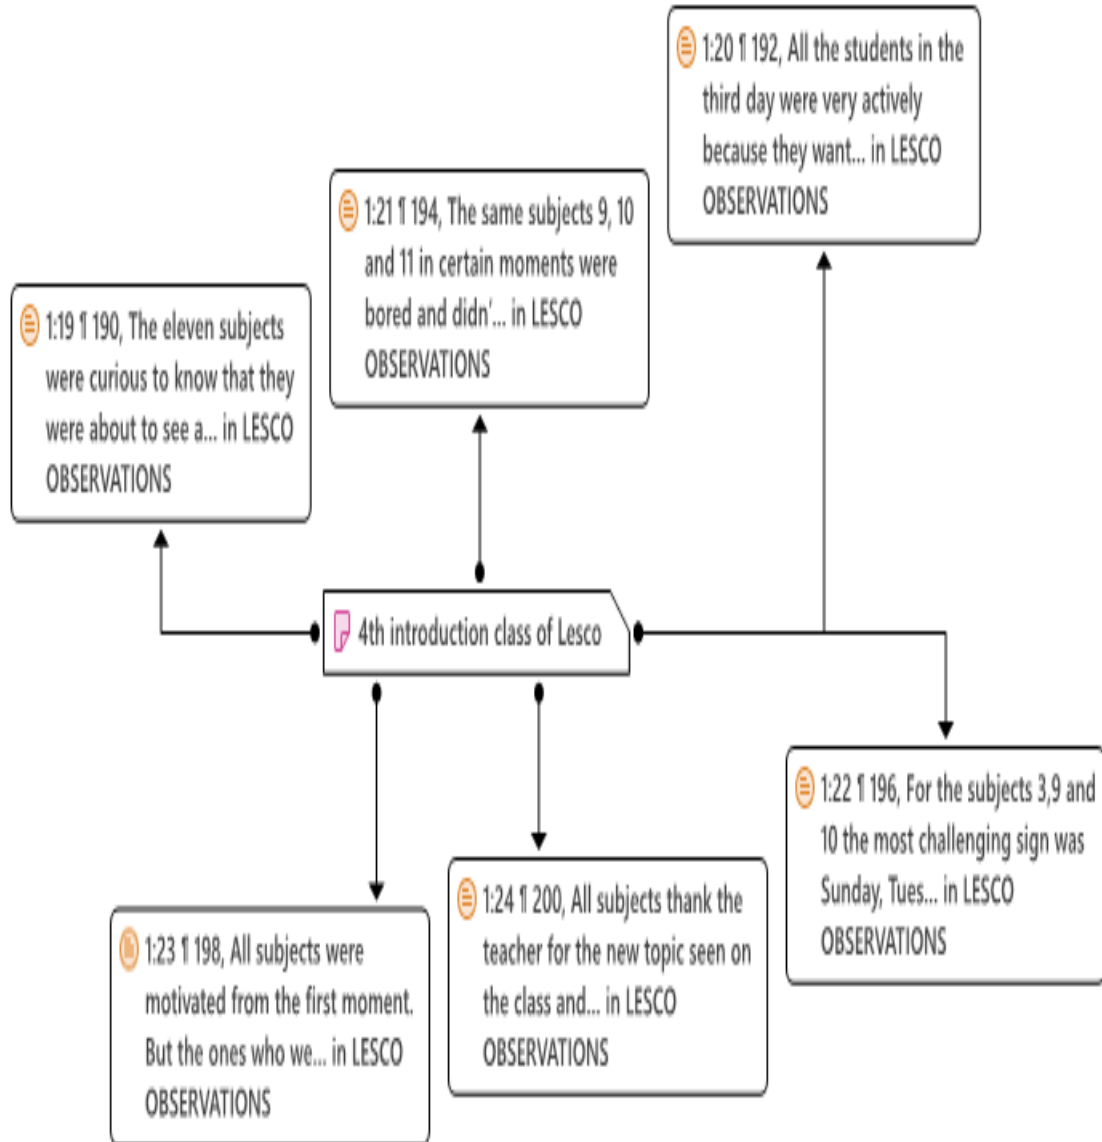 1:20 ¶ 192, All the students in the
third day were very actively
because they want... in LESCO
OBSERVATIONS
1:21 ¶ 194, The same subjects 9, 10
and 11 in certain moments were
bored and didn'... in LESCO
OBSERVATIONS
1:19 ¶ 190, The eleven subjects
were curious to know that they
were about to see a... in LESCO
OBSERVATIONS
4th introduction class of Lesco
1:22 ¶ 196, For the subjects 3,9 and
10 the most challenging sign was
Sunday, Tues... in LESCO
OBSERVATIONS
1:24 ¶ 200, All subjects thank the
teacher for the new topic seen on
the class and... in LESCO
OBSERVATIONS
1:23 ¶ 198, All subjects were
motivated from the first moment.
But the ones who we... in LESCO
OBSERVATIONS